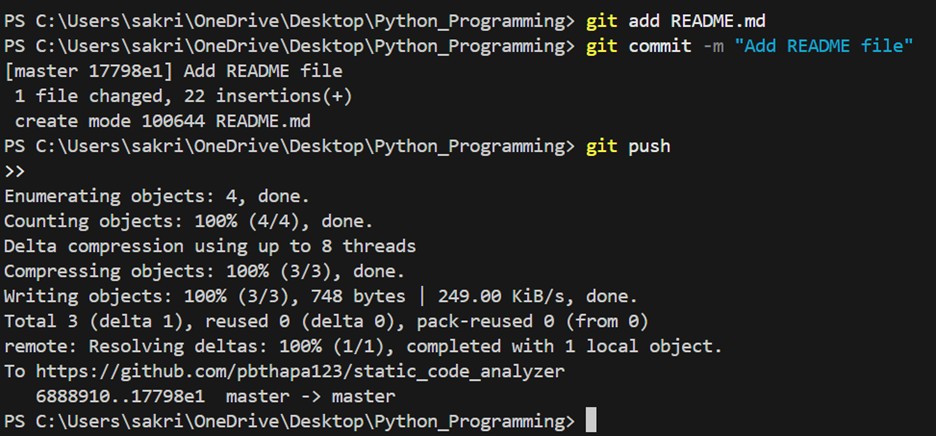 PS C:\Users\sakri\OneDrive\Desktop\Python_Programming> git add README.md
PS C:\Users\sakri\OneDrive\Desktop\Python_Programming> git commit -m "Add README file"
[master 17798e1] Add README file
 1 file changed, 22 insertions(+)
 create mode 100644 README.md
PS C:\Users\sakri\OneDrive\Desktop\Python_Programming> git push
>>
Enumerating objects: 4, done.
Counting objects: 100% (4/4), done.
Delta compression using up to 8 threads
Compressing objects: 100% (3/3), done.
Writing objects: 100% (3/3), 748 bytes | 249.00 KiB/s, done.
Total 3 (delta 1), reused 0 (delta 0), pack-reused 0 (from 0)
remote: Resolving deltas: 100% (1/1), completed with 1 local object.
To https://github.com/pbthapa123/static_code_analyzer
   6888910..17798e1  master -> master
PS C:\Users\sakri\OneDrive\Desktop\Python_Programming>